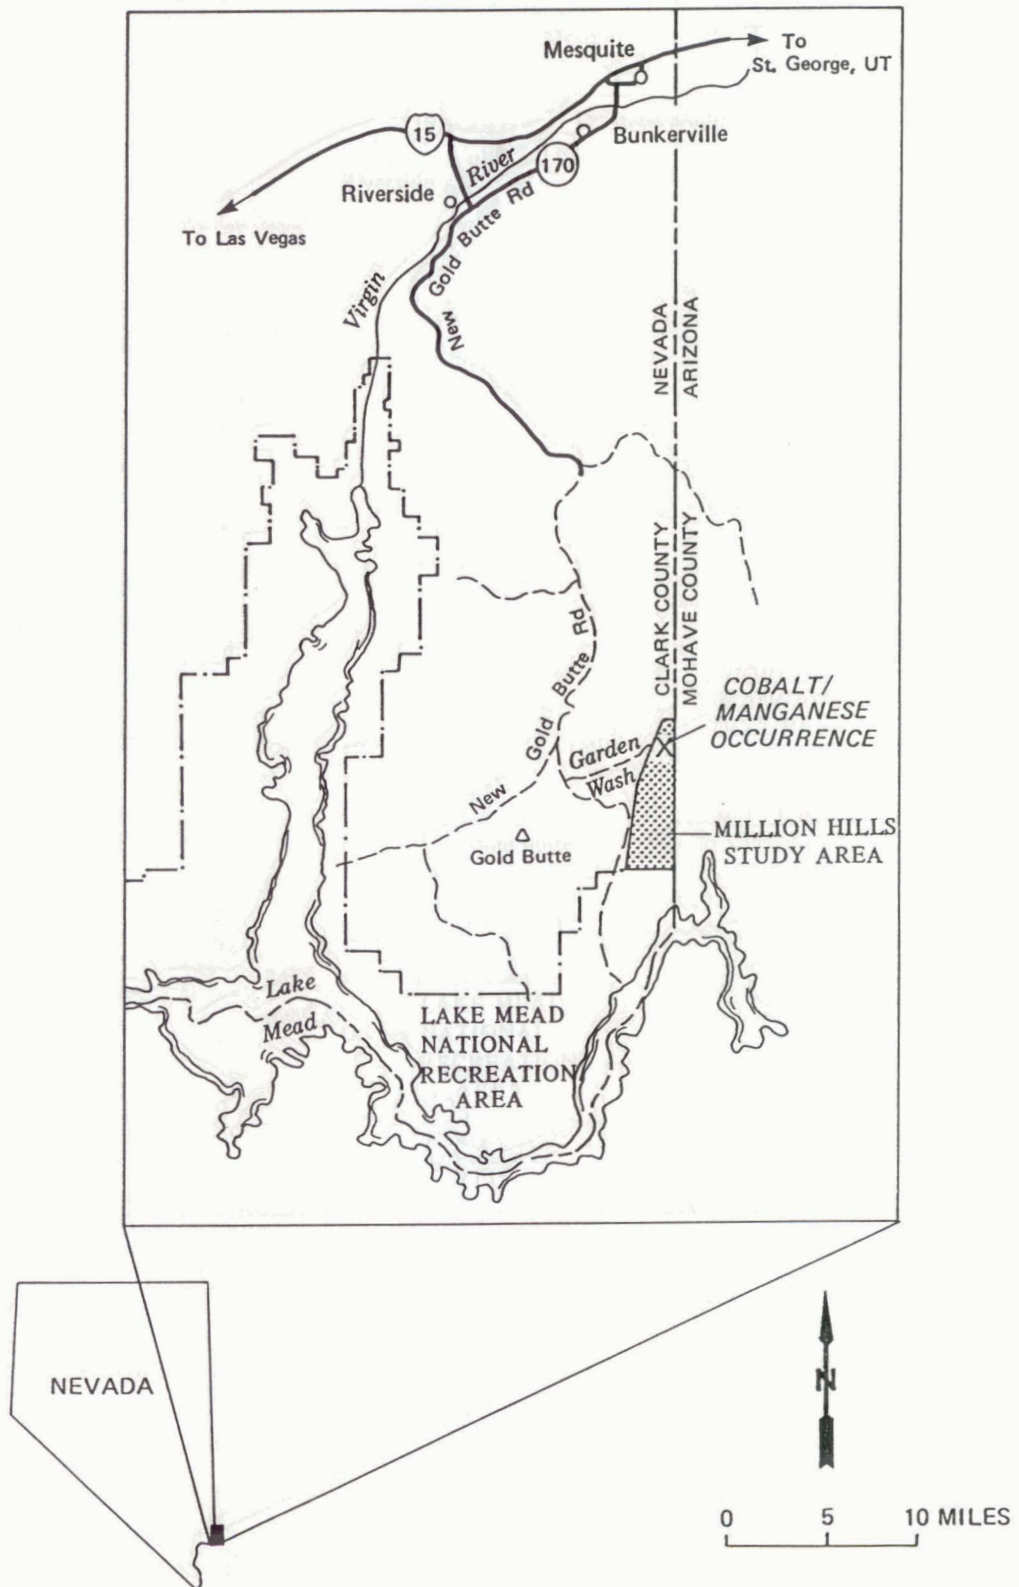 Mesquite
To
St. George, UT
15
Bunkerville
River
170
Riverside
To Las Vegas
New Gold Butte Rd
Virgin
NEVADA
ARIZONA
CLARK COUNTY
MOHAVE COUNTY
New Gold Butte Rd
COBALT/
MANGANESE
OCCURRENCE
Garden
Wash
MILLION HILLS
STUDY AREA
Gold Butte
Lake
Mead
LAKE MEAD
NATIONAL
RECREATION
AREA
NEVADA
N
0 5 10 MILES